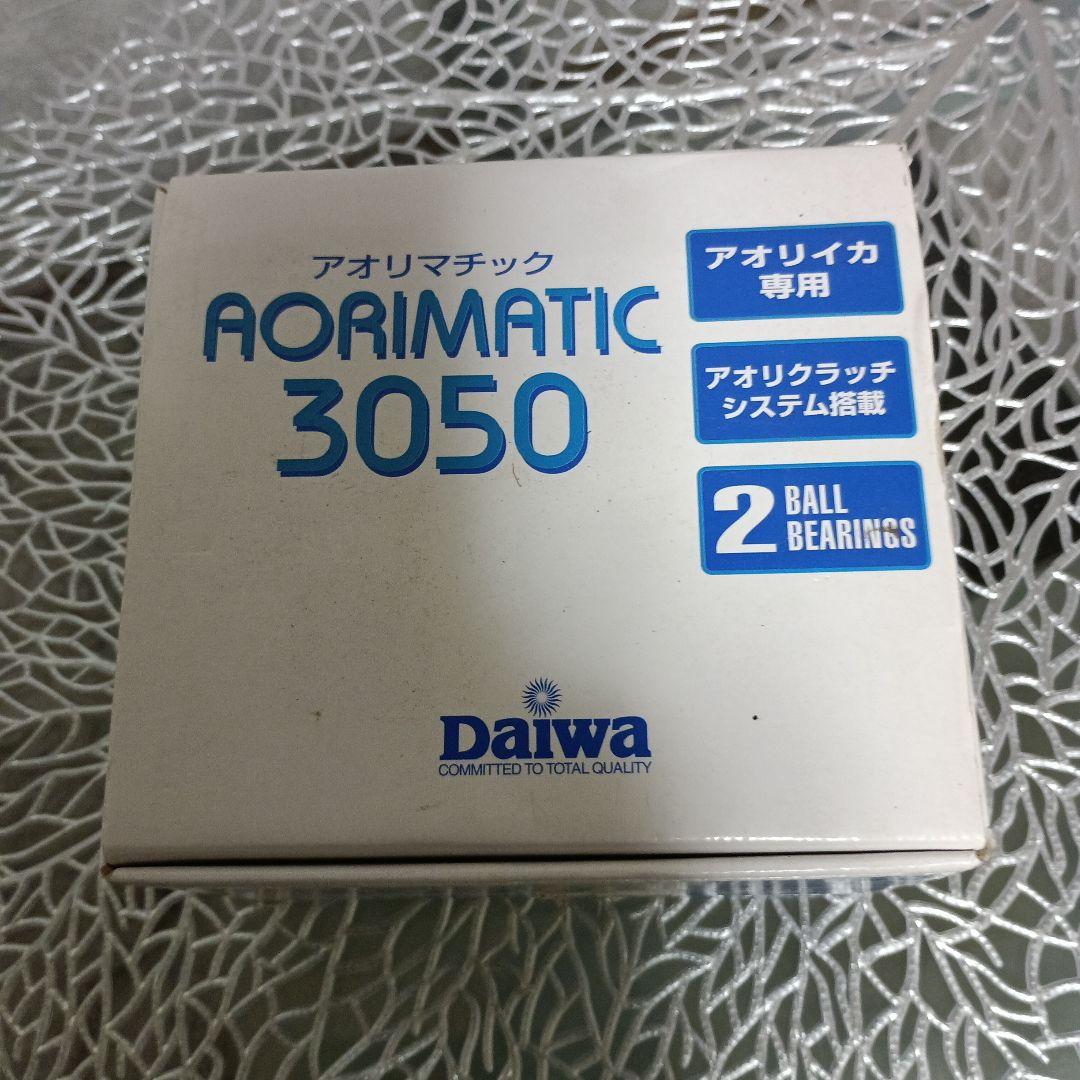 アオリマチック
AORIMATIC
3050
アオリイカ
専用
アオリクラッチ
システム搭載
2 BALL
BEARINGS
Daiwa
COMMITTED TO TOTAL QUALITY